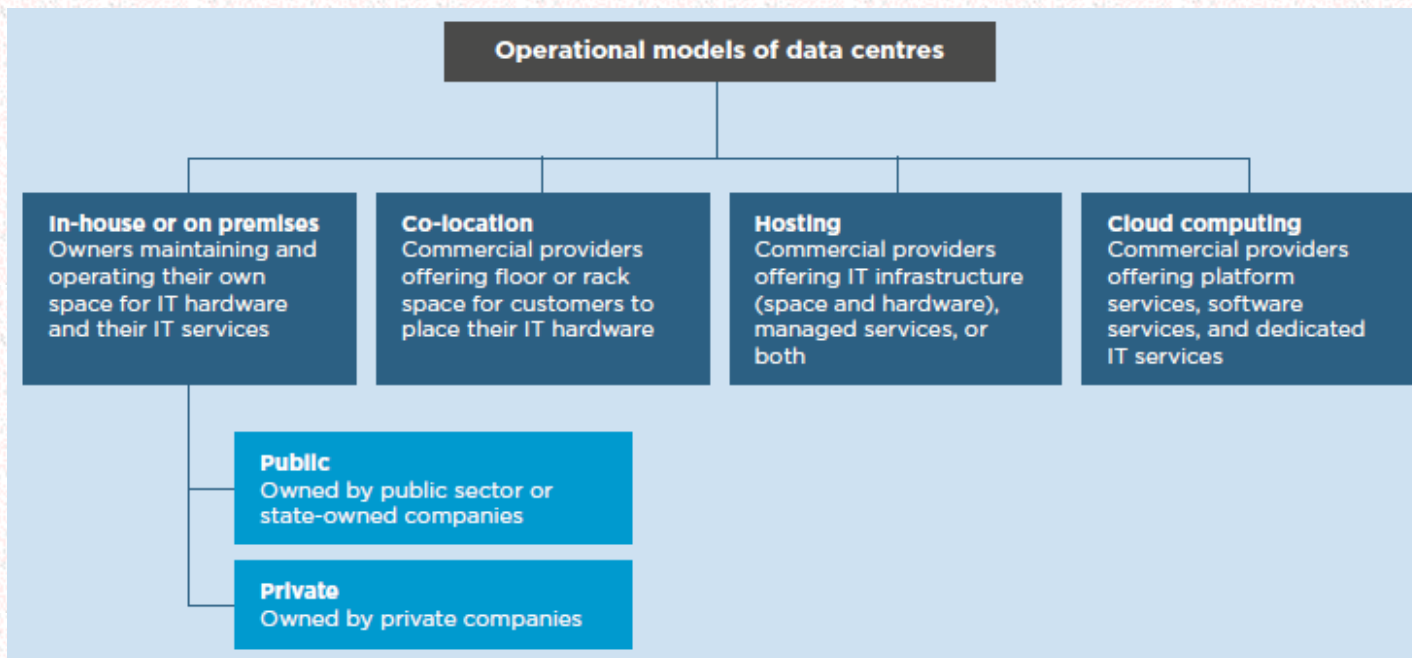 Operational models of data centres
In-house or on premises
Owners maintaining and
operating their own
space for IT hardware
and their IT services
Co-location
Commercial providers
offering floor or rack
space for customers to
place their IT hardware
Hosting
Commercial providers
offering IT infrastructure
(space and hardware),
managed services, or
both
Cloud computing
Commercial providers
offering platform
services, software
services, and dedicated
IT services
Public
Owned by public sector or
state-owned companies
Private
Owned by private companies